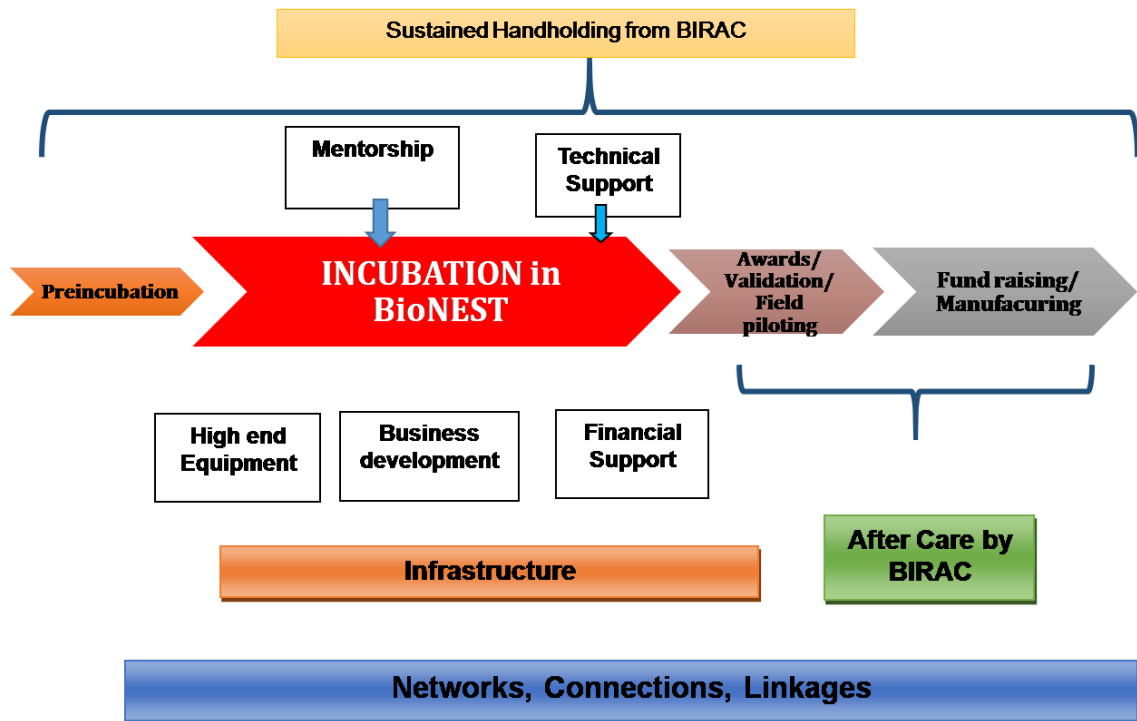 Sustained Handholding from BIRAC
Mentorship
Technical
Support
Preincubation
INCUBATION in
BioNEST
Awards/
Validation/
Field
piloting
Fund raising/
Manufacuring
High end
Equipment
Business
development
Financial
Support
Infrastructure
After Care by
BIRAC
Networks, Connections, Linkages